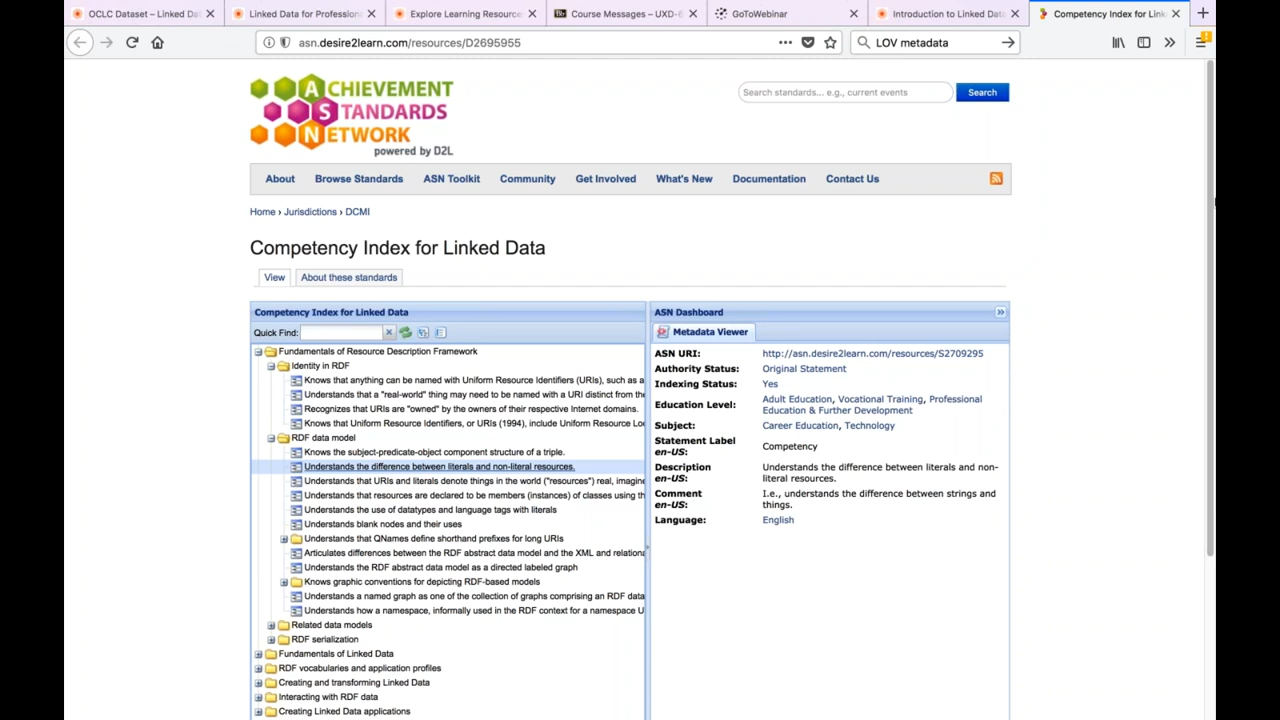 OCLC Dataset – Linked Da
Linked Data for Profession
Explore Learning Resource
Course Messages – UXD-6
GoToWebinar
Introduction to Linked Dat
Competency Index for Link
asn.desire2learn.com/resources/D2695955
LOV metadata
ACHIEVEMENT
STANDARDS
NETWORK
powered by D2L
Search standards... e.g., current events
Search
About Browse Standards ASN Toolkit Community Get Involved What's New Documentation Contact Us
Home › Jurisdictions › DCMI
Competency Index for Linked Data
View About these standards
Competency Index for Linked Data
Quick Find:
Fundamentals of Resource Description Framework
Identity in RDF
Knows that anything can be named with Uniform Resource Identifiers (URIs), such as a
Understands that a "real-world" thing may need to be named with a URI distinct from the
Recognizes that URIs are "owned" by the owners of their respective Internet domains.
Knows that Uniform Resource Identifiers, or URIs (1994), include Uniform Resource Lo
RDF data model
Knows the subject-predicate-object component structure of a triple.
Understands the difference between literals and non-literal resources.
Understands that URIs and literals denote things in the world ("resources") real, imagine
Understands that resources are declared to be members (instances) of classes using th
Understands the use of datatypes and language tags with literals
Understands blank nodes and their uses
Understands that QNames define shorthand prefixes for long URIs
Articulates differences between the RDF abstract data model and the XML and relationa
Understands the RDF abstract data model as a directed labeled graph
Knows graphic conventions for depicting RDF-based models
Understands a named graph as one of the collection of graphs comprising an RDF data
Understands how a namespace, informally used in the RDF context for a namespace U
Related data models
RDF serialization
Fundamentals of Linked Data
RDF vocabularies and application profiles
Creating and transforming Linked Data
Interacting with RDF data
Creating Linked Data applications
ASN Dashboard
Metadata Viewer
ASN URI: http://asn.desire2learn.com/resources/S2709295
Authority Status: Original Statement
Indexing Status: Yes
Education Level: Adult Education, Vocational Training, Professional
Education & Further Development
Subject: Career Education, Technology
Statement Label
en-US: Competency
Description Understands the difference between literals and non-
en-US: literal resources.
Comment I.e., understands the difference between strings and
en-US: things.
Language: English